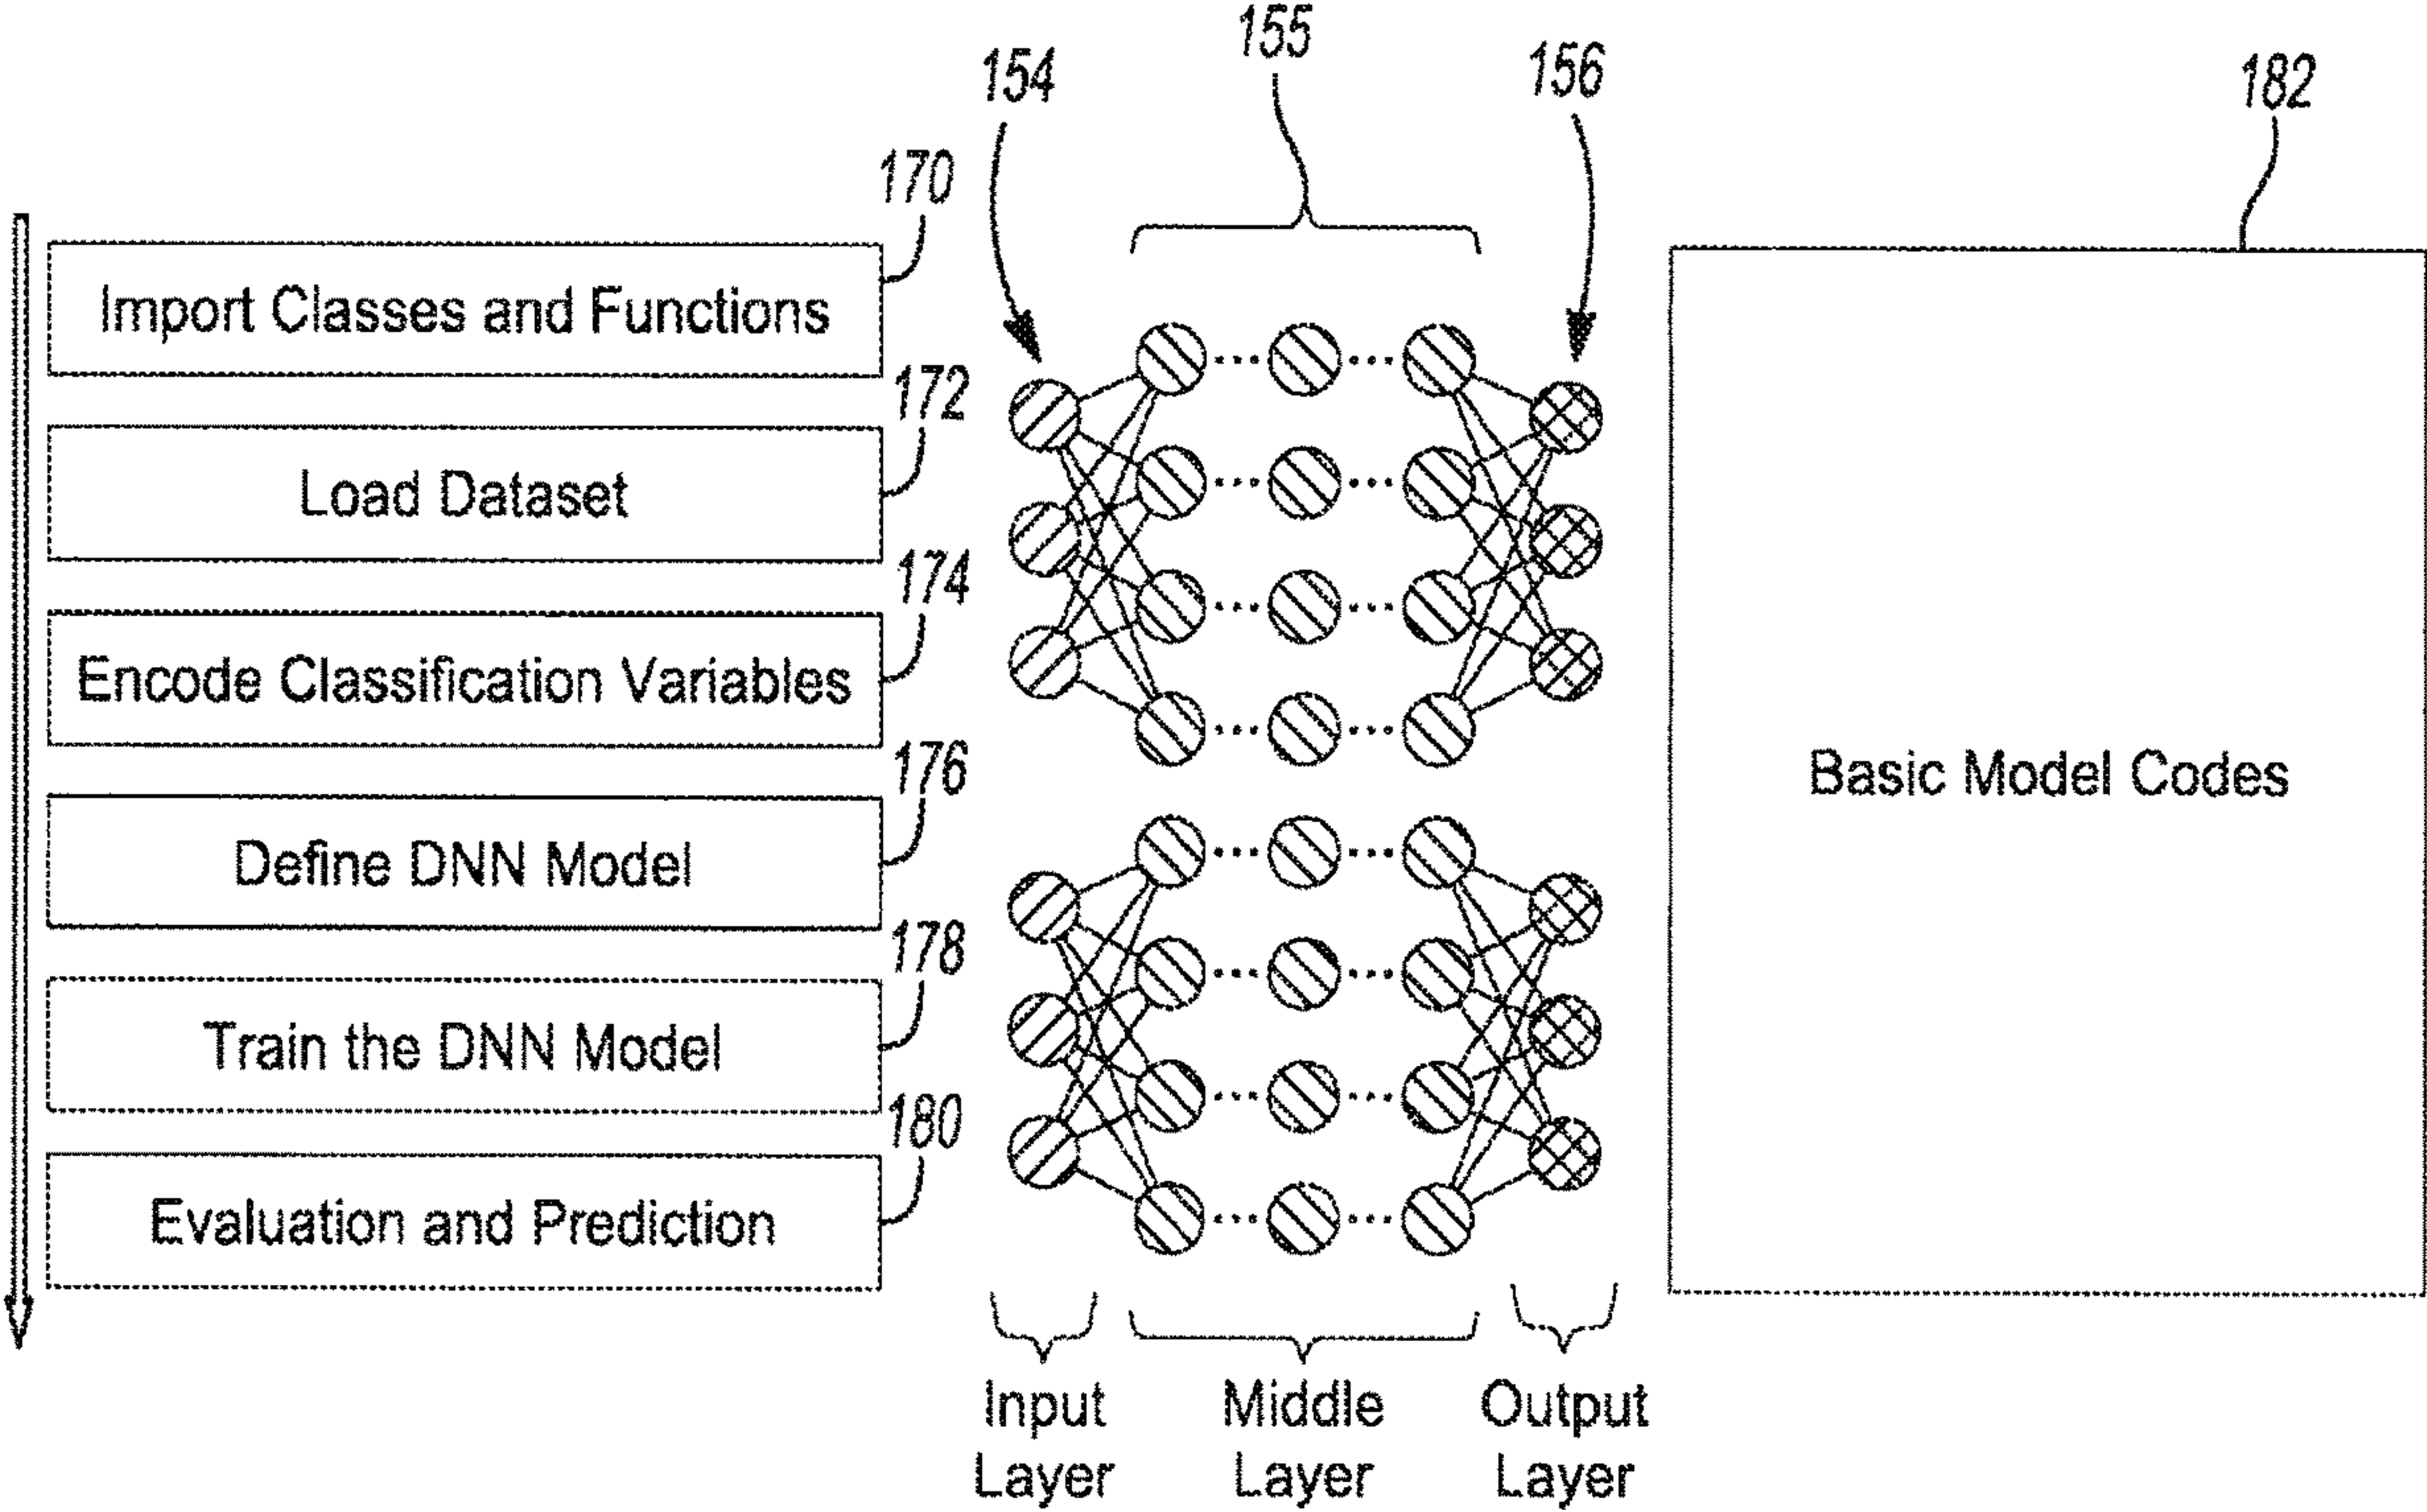 155
154
156
182
170
Import Classes and Functions
172
Load Dataset
174
Encode Classification Variables
176
Define DNN Model
178
Train the DNN Model
180
Evaluation and Prediction
Basic Model Codes
Input
Layer
Middle
Layer
Output
Layer